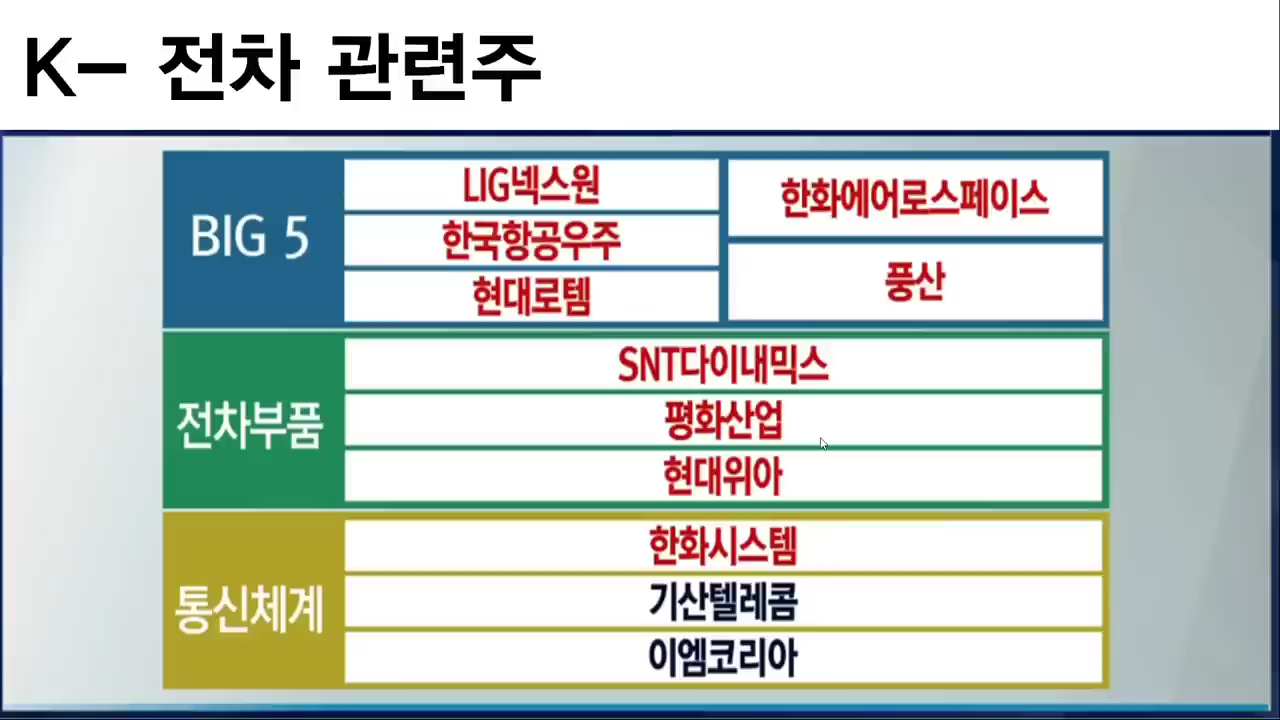 K- 전차 관련주
BIG 5
LIG넥스원
한국항공우주
현대로템
한화에어로스페이스
풍산
전차부품
SNT다이내믹스
평화산업
현대위아
통신체계
한화시스템
기산텔레콤
이엠코리아